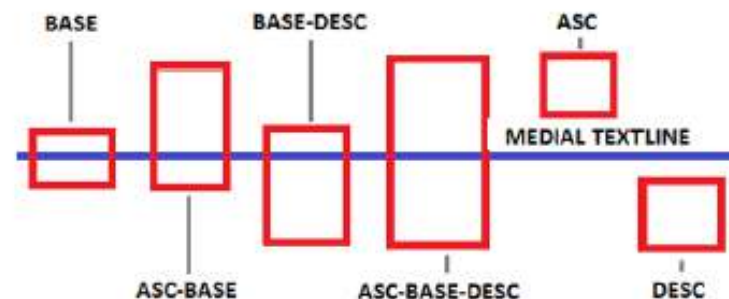 BASE BASE-DESC ASC
MEDIAL TEXTLINE
ASC-BASE ASC-BASE-DESC DESC